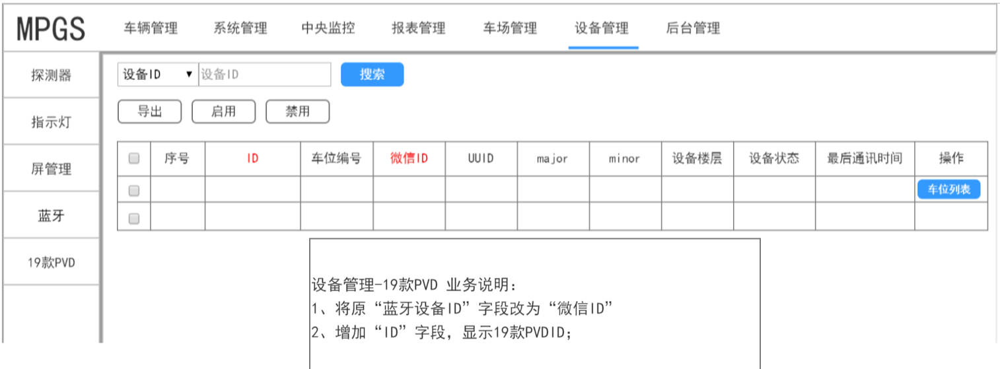 MPGS 车辆管理 系统管理 中央监控 报表管理 车场管理 设备管理 后台管理
探测器
指示灯
屏管理
蓝牙
19款PVD
设备ID ▼ 设备ID 搜索
导出 启用 禁用
序号 ID 车位编号 微信ID UUID major minor 设备楼层 设备状态 最后通讯时间 操作
车位列表
设备管理-19款PVD 业务说明：
1、将原“蓝牙设备ID”字段改为“微信ID”
2、增加“ID”字段，显示19款PVDID；